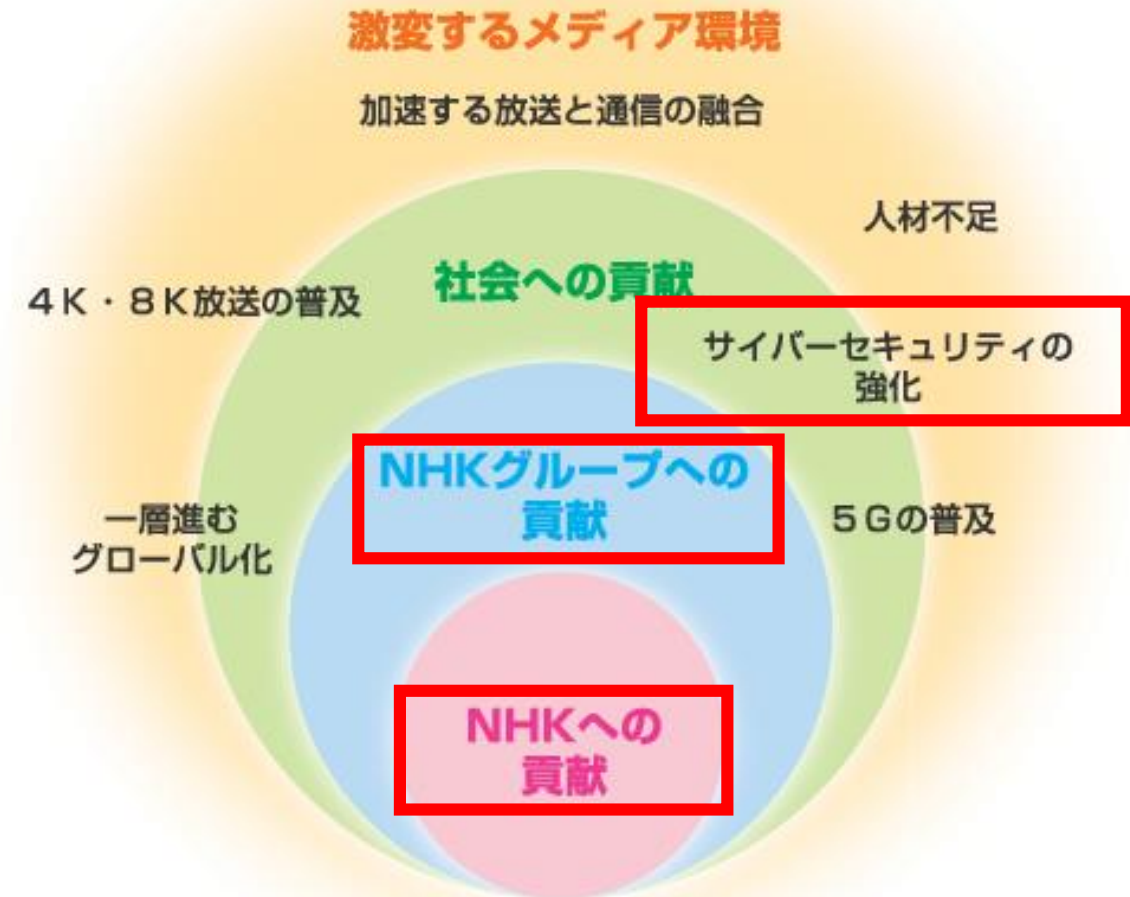 激変するメディア環境
加速する放送と通信の融合
人材不足
社会への貢献
4K・8K放送の普及
サイバーセキュリティの
強化
NHKグループへの
貢献
一層進む
グローバル化
5Gの普及
NHKへの
貢献